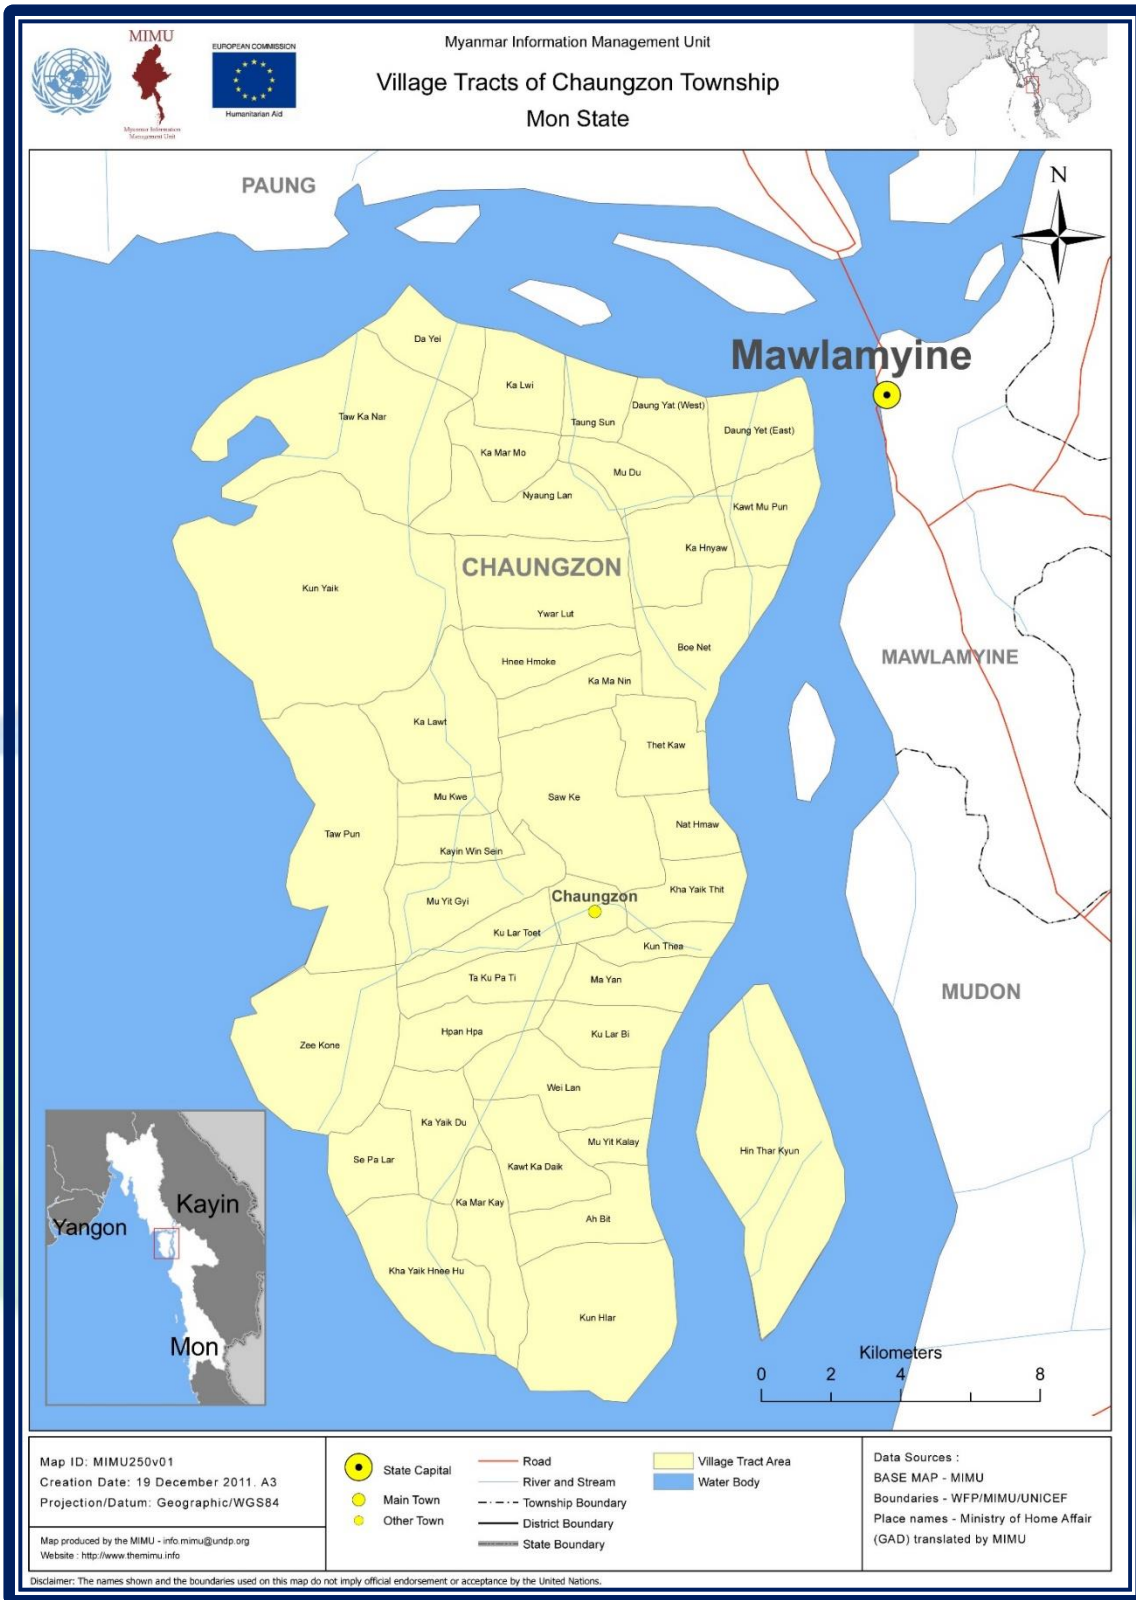 MIMU
Myanmar Information
Management Unit
EUROPEAN COMMISSION
Humanitarian Aid
Myanmar Information Management Unit
Village Tracts of Chaungzon Township
Mon State
PAUNG
N
Mawlamyine
Da Yei
Ka Lwi
Taw Ka Nar
Taung Sun
Daung Yat (West)
Daung Yet (East)
Ka Mar Mo
Mu Du
Nyaung Lan
Kawt Mu Pun
Ka Hnyaw
CHAUNGZON
Kun Yaik
Ywar Lut
Boe Net
MAWLAMYINE
Hnee Hmoke
Ka Ma Nin
Ka Lawt
Thet Kaw
Mu Kwe
Saw Ke
Taw Pun
Nat Hmaw
Kayin Win Sein
Kha Yaik Thit
Mu Yit Gyi
Chaungzon
Ku Lar Toet
Kun Thea
Ta Ku Pa Ti
Ma Yan
MUDON
Zee Kone
Hpan Hpa
Ku Lar Bi
Wei Lan
Ka Yaik Du
Mu Yit Kalay
Se Pa Lar
Kawt Ka Daik
Hin Thar Kyun
Ka Mar Kay
Ah Bit
Kha Yaik Hnee Hu
Kun Hlar
Kayin
Yangon
Mon
Kilometers
0 2 4 8
Map ID: MIMU250v01
Creation Date: 19 December 2011. A3
Projection/Datum: Geographic/WGS84
Map produced by the MIMU - info.mimu@undp.org
Website : http://www.themimu.info
State Capital
Main Town
Other Town
Road
River and Stream
Township Boundary
District Boundary
State Boundary
Village Tract Area
Water Body
Data Sources :
BASE MAP - MIMU
Boundaries - WFP/MIMU/UNICEF
Place names - Ministry of Home Affair
(GAD) translated by MIMU
Disclaimer: The names shown and the boundaries used on this map do not imply official endorsement or acceptance by the United Nations.